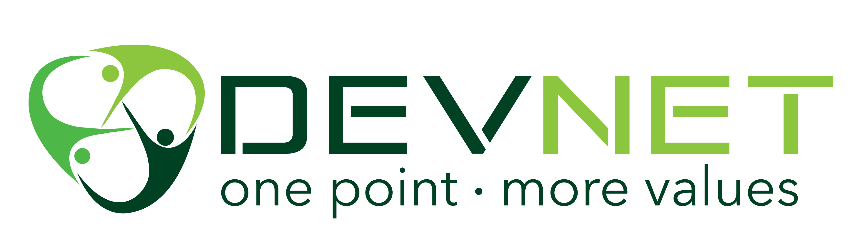 DEVNET
one point · more values